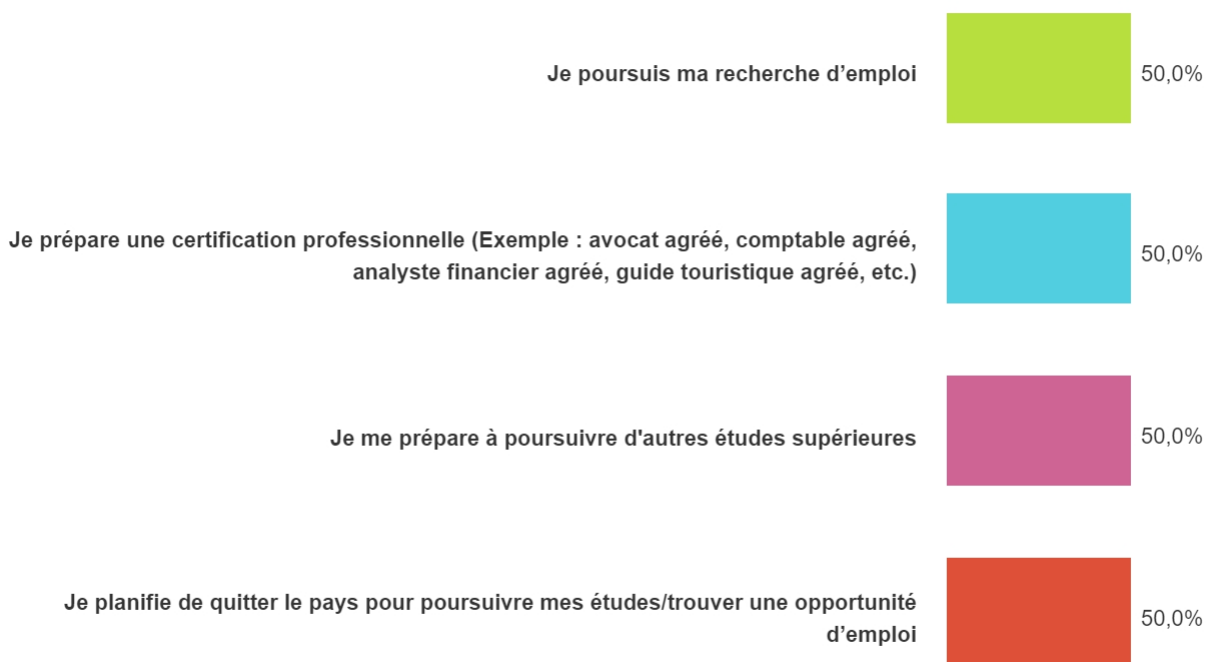 Je poursuis ma recherche d’emploi
50,0%
Je prépare une certification professionnelle (Exemple : avocat agréé, comptable agréé,
analyste financier agréé, guide touristique agréé, etc.)
50,0%
Je me prépare à poursuivre d'autres études supérieures
50,0%
Je planifie de quitter le pays pour poursuivre mes études/trouver une opportunité
d’emploi
50,0%